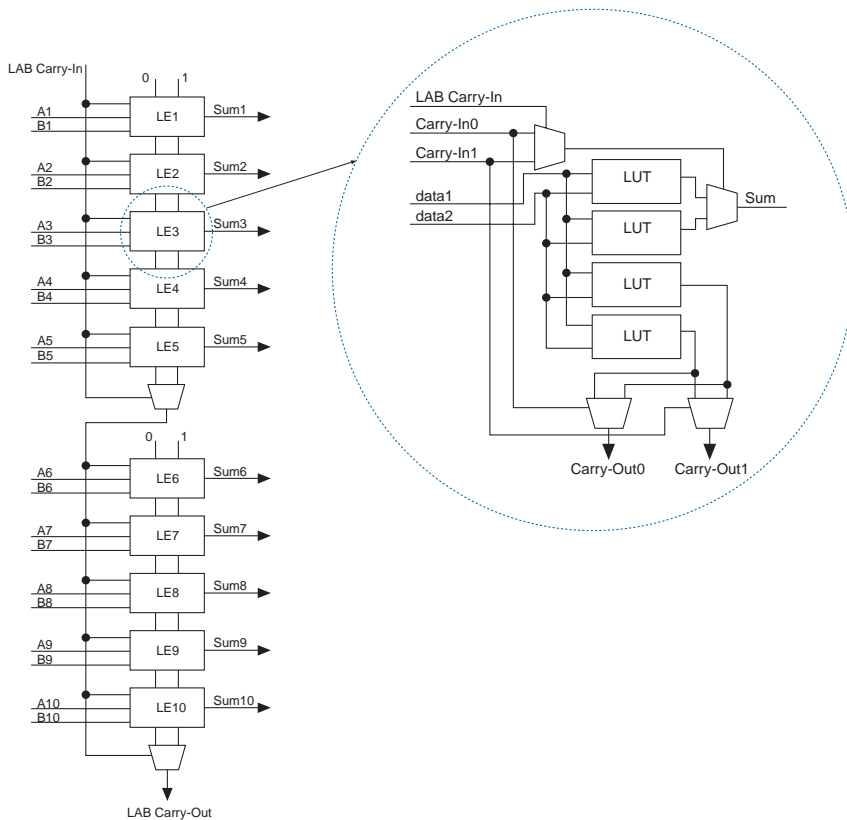 LAB Carry-In
0 1
A1
B1
LE1
Sum1
A2
B2
LE2
Sum2
A3
B3
LE3
Sum3
A4
B4
LE4
Sum4
A5
B5
LE5
Sum5
0 1
A6
B6
LE6
Sum6
A7
B7
LE7
Sum7
A8
B8
LE8
Sum8
A9
B9
LE9
Sum9
A10
B10
LE10
Sum10
LAB Carry-Out
LAB Carry-In
Carry-In0
Carry-In1
data1
data2
LUT
LUT
LUT
LUT
Sum
Carry-Out0 Carry-Out1